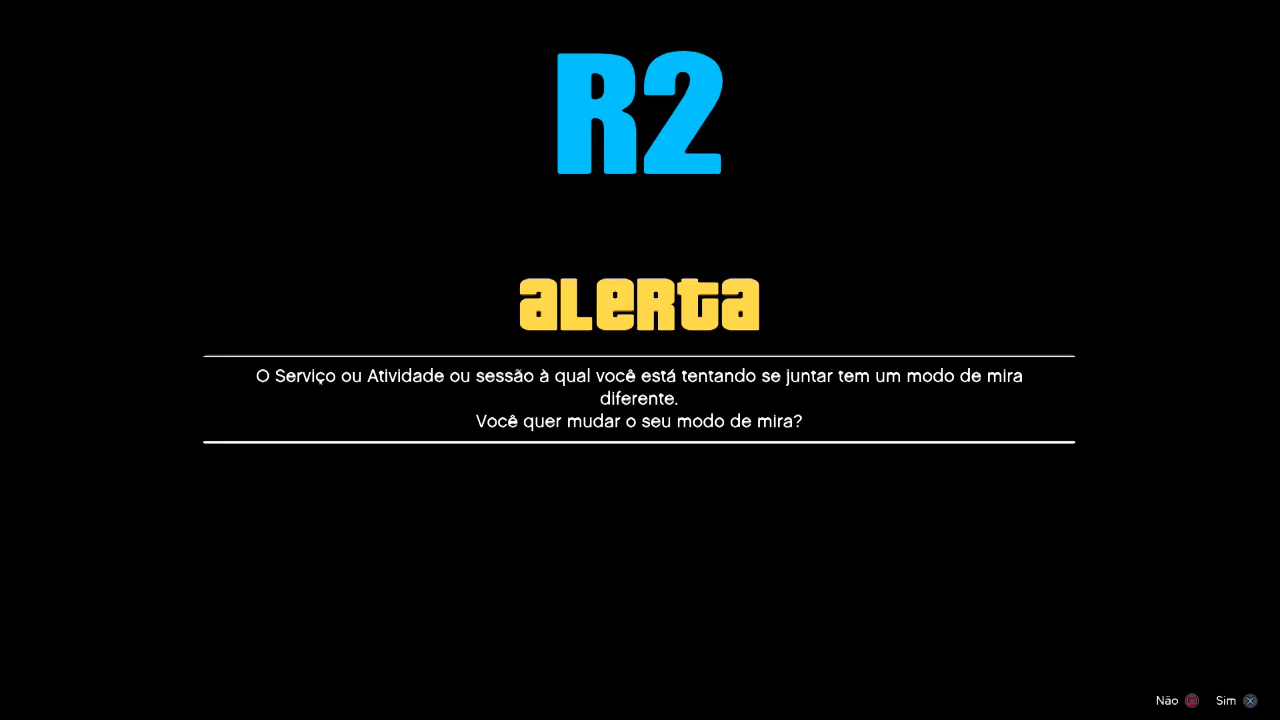 R2
alerta
O Serviço ou Atividade ou sessão à qual você está tentando se juntar tem um modo de mira
diferente.
Você quer mudar o seu modo de mira?
Não Sim